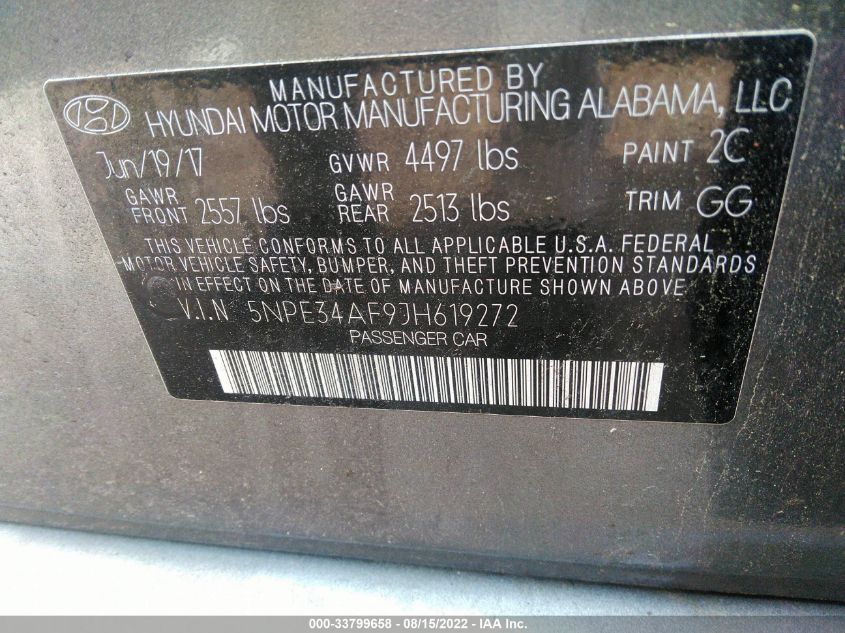 MANUFACTURED BY
HYUNDAI MOTOR MANUFACTURING ALABAMA, LLC
Jun/19/17 GVWR 4497 lbs PAINT 2C
GAWR FRONT 2557 lbs GAWR REAR 2513 lbs TRIM GG
THIS VEHICLE CONFORMS TO ALL APPLICABLE U.S.A. FEDERAL
MOTOR VEHICLE SAFETY, BUMPER, AND THEFT PREVENTION STANDARDS
IN EFFECT ON THE DATE OF MANUFACTURE SHOWN ABOVE.
V.I.N 5NPE34AF9JH619272
PASSENGER CAR
000-33799658 - 08/15/2022 - IAA Inc.